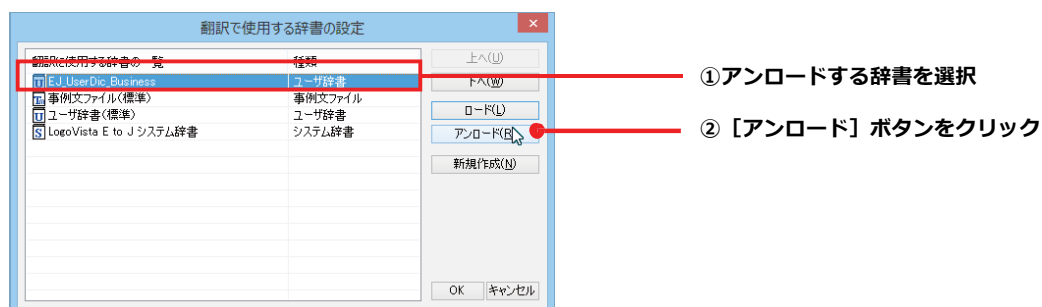 翻訳で使用する辞書の設定
翻訳に使用する辞書の一覧 種類
EJ_UserDic_Business ユーザ辞書
事例文ファイル(標準) 事例文ファイル
ユーザ辞書(標準) ユーザ辞書
LogoVista E to J システム辞書 システム辞書
上へ(U)
下へ(W)
ロード(L)
アンロード(R)
新規作成(N)
OK キャンセル
①アンロードする辞書を選択
②［アンロード］ボタンをクリック